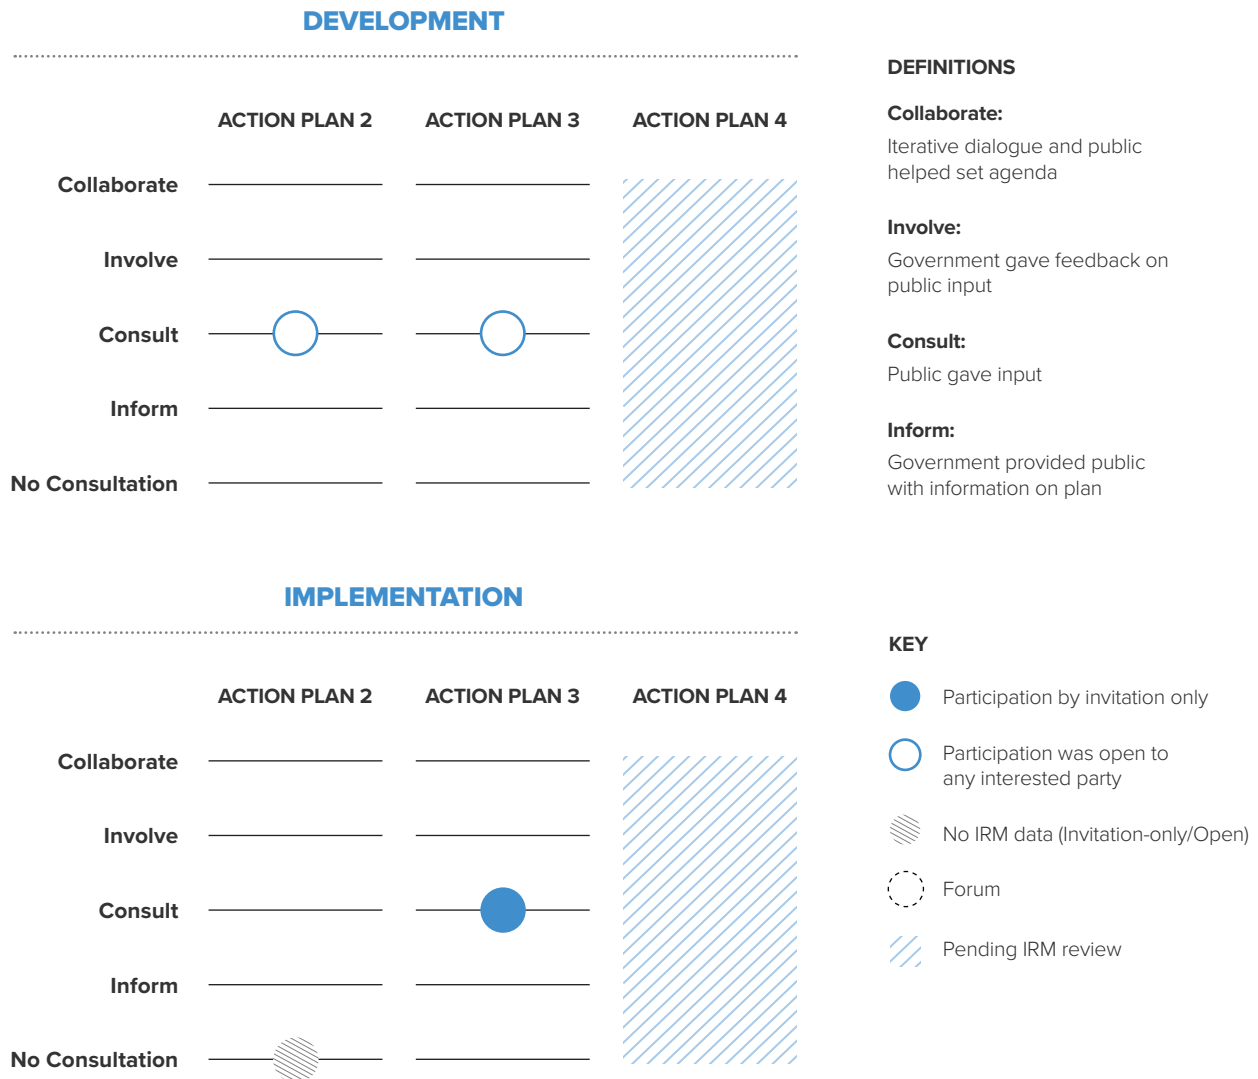 DEVELOPMENT
ACTION PLAN 2
ACTION PLAN 3
ACTION PLAN 4
Collaborate
Involve
Consult
Inform
No Consultation
DEFINITIONS
Collaborate:
Iterative dialogue and public
helped set agenda
Involve:
Government gave feedback on
public input
Consult:
Public gave input
Inform:
Government provided public
with information on plan
IMPLEMENTATION
ACTION PLAN 2
ACTION PLAN 3
ACTION PLAN 4
Collaborate
Involve
Consult
Inform
No Consultation
KEY
Participation by invitation only
Participation was open to
any interested party
No IRM data (Invitation-only/Open)
Forum
Pending IRM review